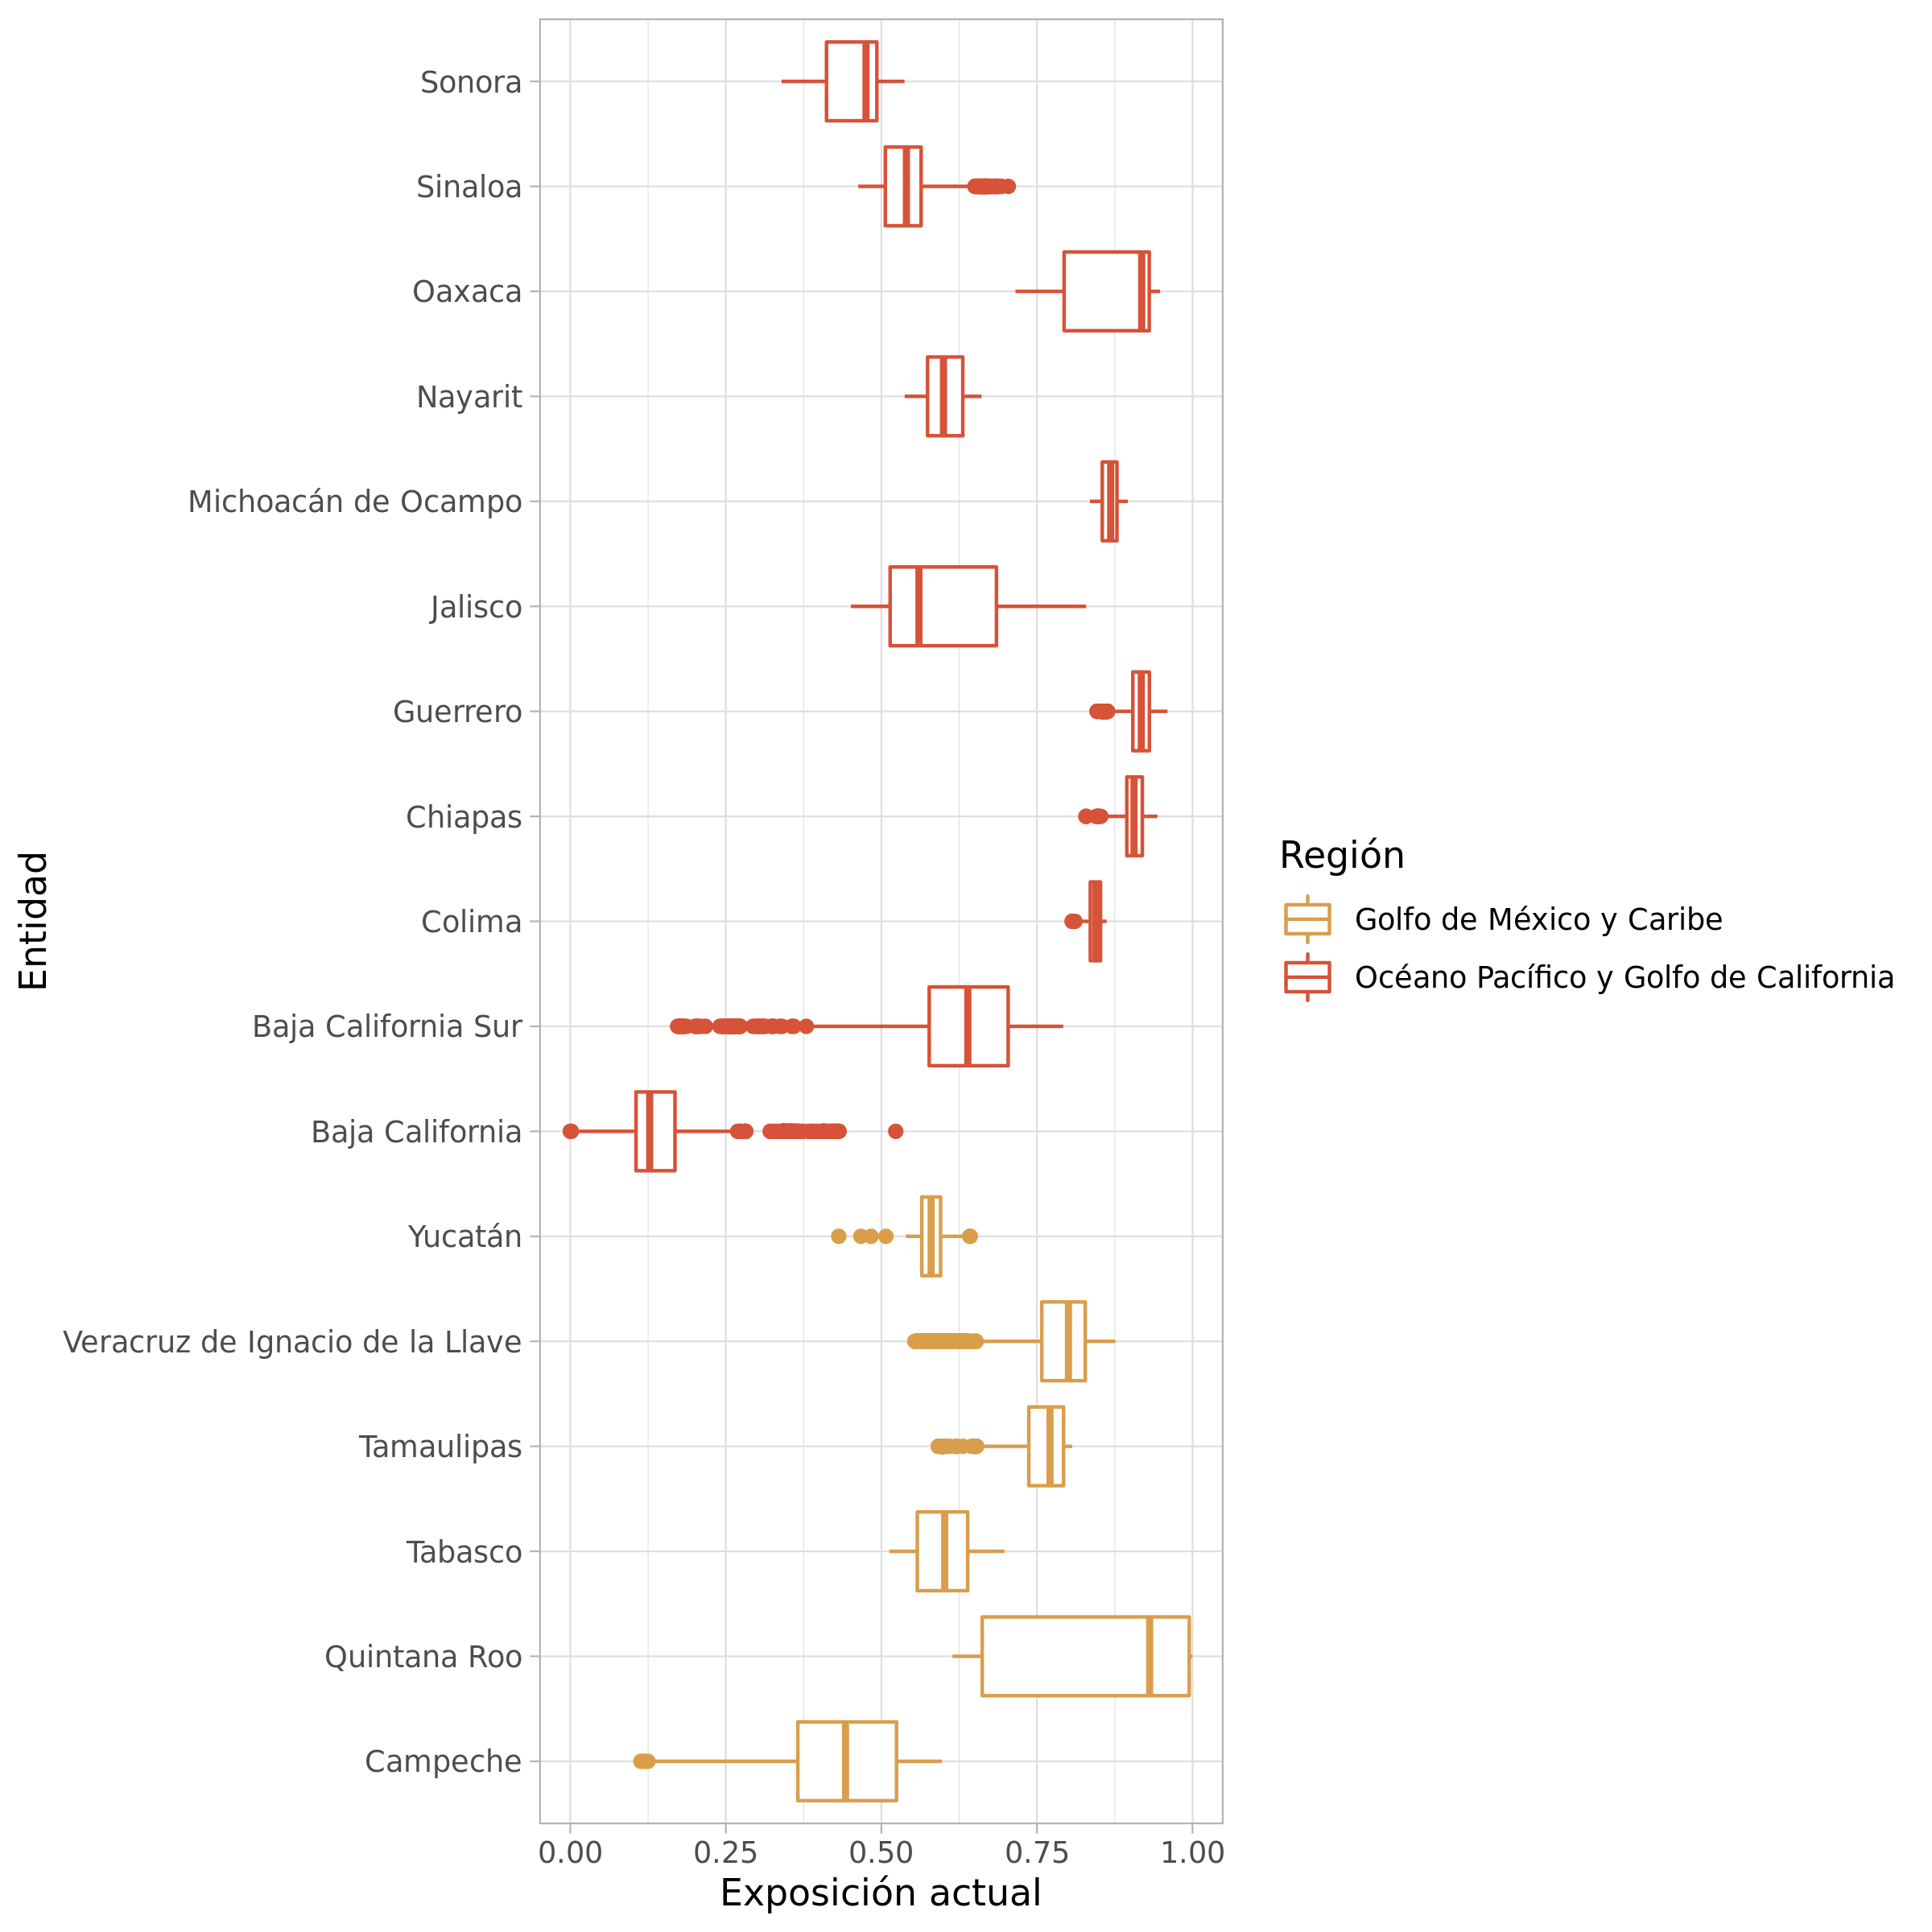 Sonora
Sinaloa
Oaxaca
Nayarit
Michoacán de Ocampo
Jalisco
Guerrero
Chiapas
Colima
Baja California Sur
Baja California
Yucatán
Veracruz de Ignacio de la Llave
Tamaulipas
Tabasco
Quintana Roo
Campeche
Entidad
0.00 0.25 0.50 0.75 1.00
Exposición actual
Región
Golfo de México y Caribe
Océano Pacífico y Golfo de California